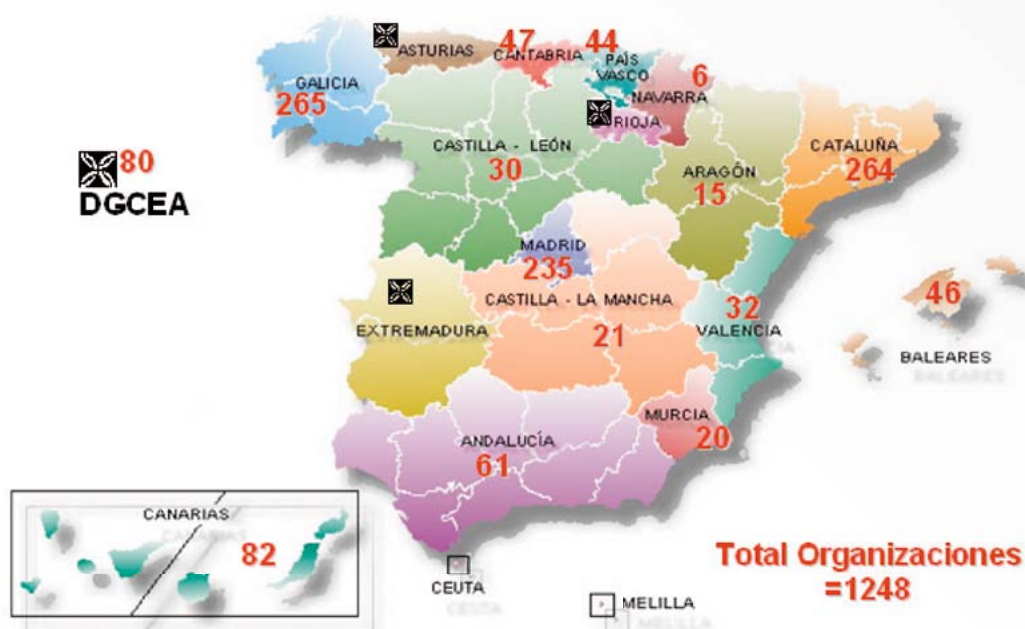 47
44
ASTURIAS
CANTABRIA
PAÍS
VASCO
6
GALICIA
265
NAVARRA
RIOJA
CASTILLA - LEÓN
30
CATALUÑA
264
ARAGÓN
15
80
DGCEA
MADRID
235
46
CASTILLA - LA MANCHA
32
EXTREMADURA
21
VALENCIA
BALEARES
MURCIA
20
ANDALUCÍA
61
CANARIAS
82
Total Organizaciones
=1248
CEUTA
MELILLA